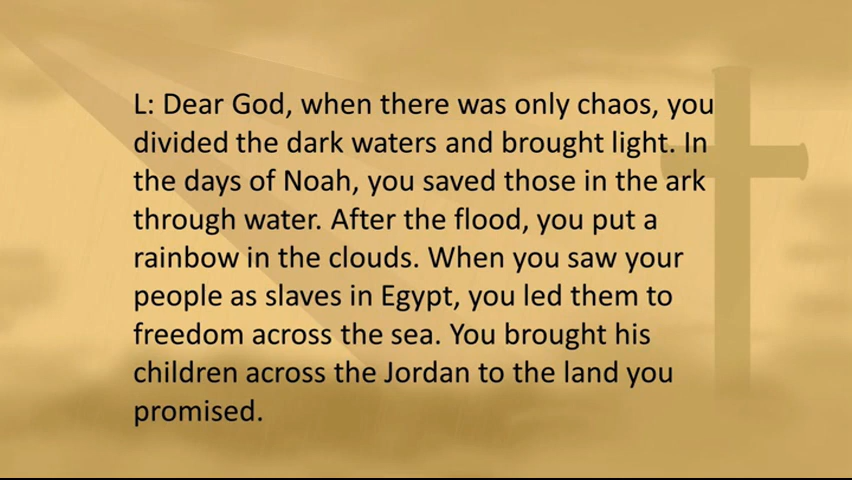 L: Dear God, when there was only chaos, you
divided the dark waters and brought light. In
the days of Noah, you saved those in the ark
through water. After the flood, you put a
rainbow in the clouds. When you saw your
people as slaves in Egypt, you led them to
freedom across the sea. You brought his
children across the Jordan to the land you
promised.